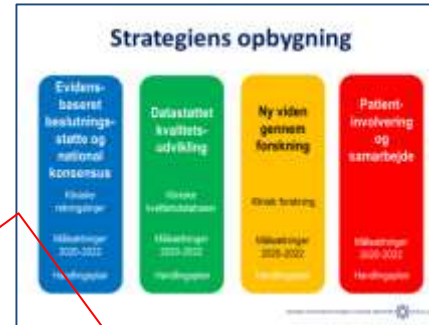 Strategiens opbygning
Evidens-
baseret
beslutnings-
støtte og
national
konsensus
Kliniske
retningslinjer
Målsætninger
2020-2022
Handlingsplan
Datastøttet
kvalitets-
udvikling
Kliniske
kvalitetsdatabaser
Målsætninger
2020-2022
Handlingsplan
Ny viden
gennem
forskning
Klinisk forskning
Målsætninger
2020-2022
Handlingsplan
Patient-
involvering
og
samarbejde
Målsætninger
2020-2022
Handlingsplan